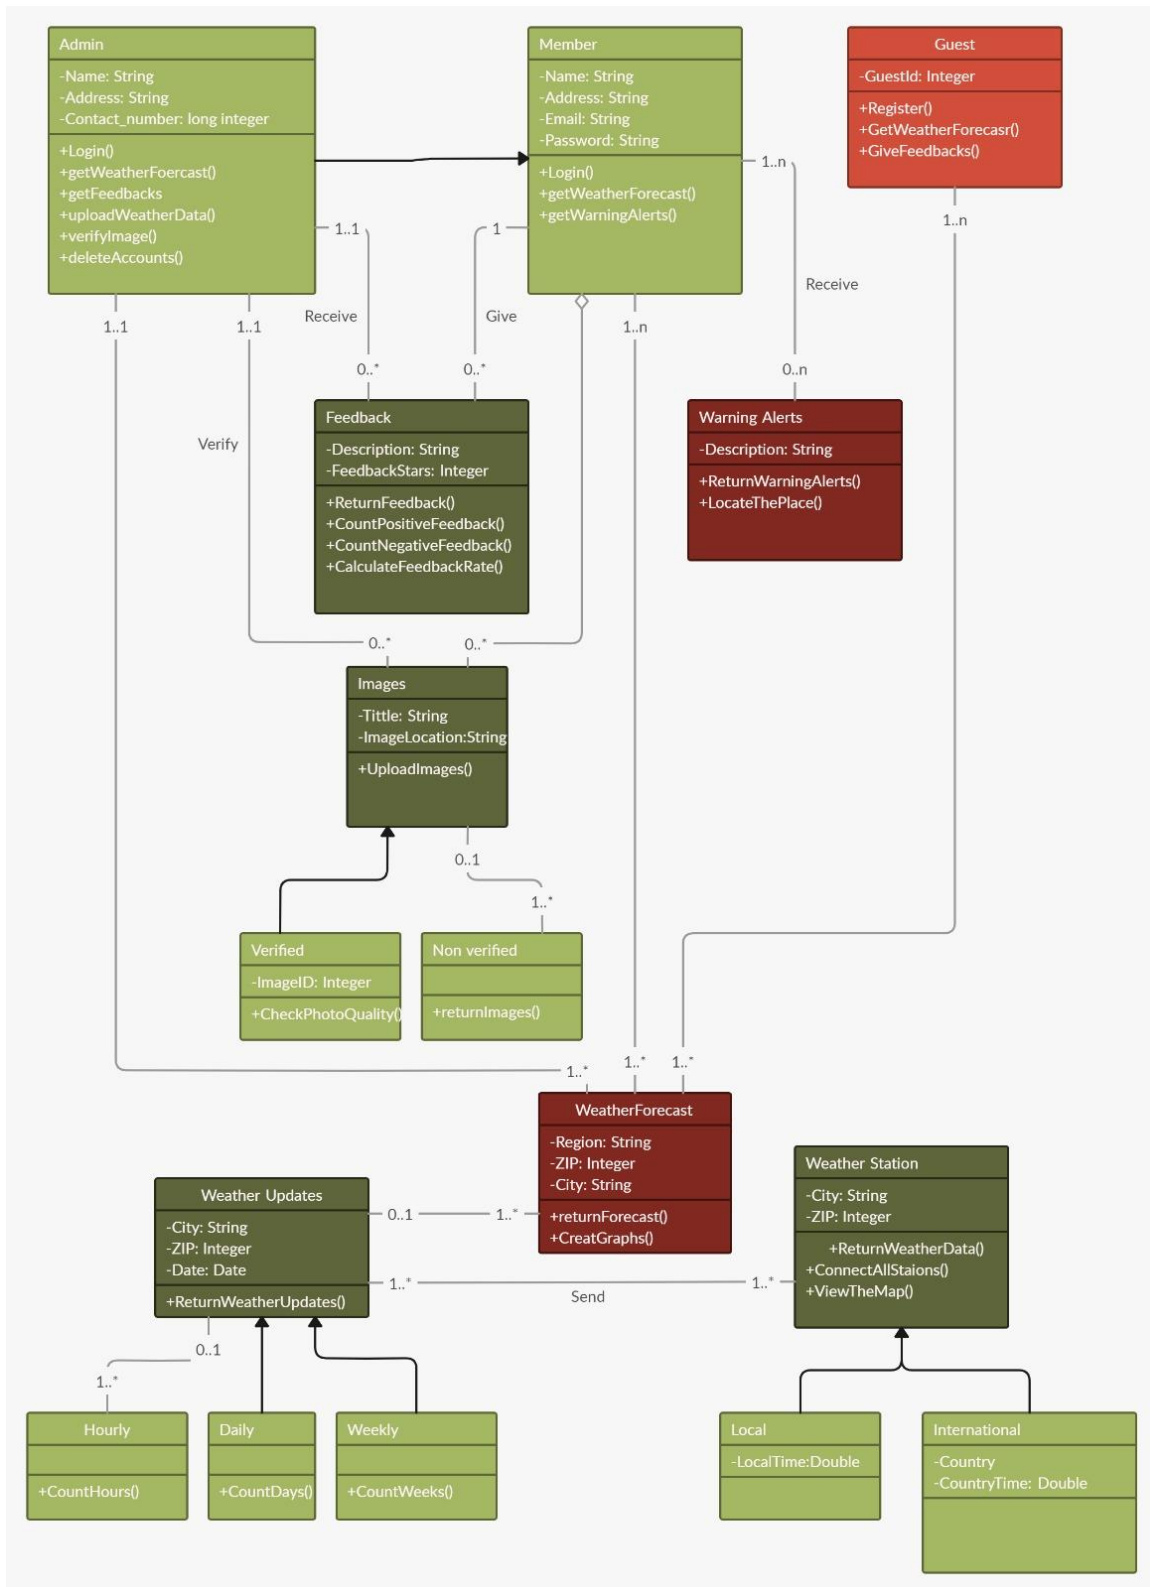 Admin
-Name: String
-Address: String
-Contact_number: long integer
+Login()
+getWeatherFoercast()
+getFeedbacks
+uploadWeatherData()
+verifyImage()
+deleteAccounts()
Member
-Name: String
-Address: String
-Email: String
-Password: String
+Login()
+getWeatherForecast()
+getWarningAlerts()
Guest
-GuestId: Integer
+Register()
+GetWeatherForecasr()
+GiveFeedbacks()
1..n
1..n
1..1
1
Receive
1..1
1..1
Receive
Give
1..n
0..*
0..*
0..n
Feedback
-Description: String
-FeedbackStars: Integer
+ReturnFeedback()
+CountPositiveFeedback()
+CountNegativeFeedback()
+CalculateFeedbackRate()
Warning Alerts
-Description: String
+ReturnWarningAlerts()
+LocateThePlace()
Verify
0..*
0..*
Images
-Tittle: String
-ImageLocation:String
+UploadImages()
0..1
1..*
Verified
-ImageID: Integer
+CheckPhotoQuality()
Non verified
+returnImages()
1..*
1..*
1..*
WeatherForecast
-Region: String
-ZIP: Integer
-City: String
+returnForecast()
+CreatGraphs()
Weather Station
-City: String
-ZIP: Integer
+ReturnWeatherData()
+ConnectAllStaions()
+ViewTheMap()
Weather Updates
-City: String
-ZIP: Integer
-Date: Date
+ReturnWeatherUpdates()
0..1
1..*
1..*
1..*
Send
0..1
1..*
Hourly
+CountHours()
Daily
+CountDays()
Weekly
+CountWeeks()
Local
-LocalTime:Double
International
-Country
-CountryTime: Double